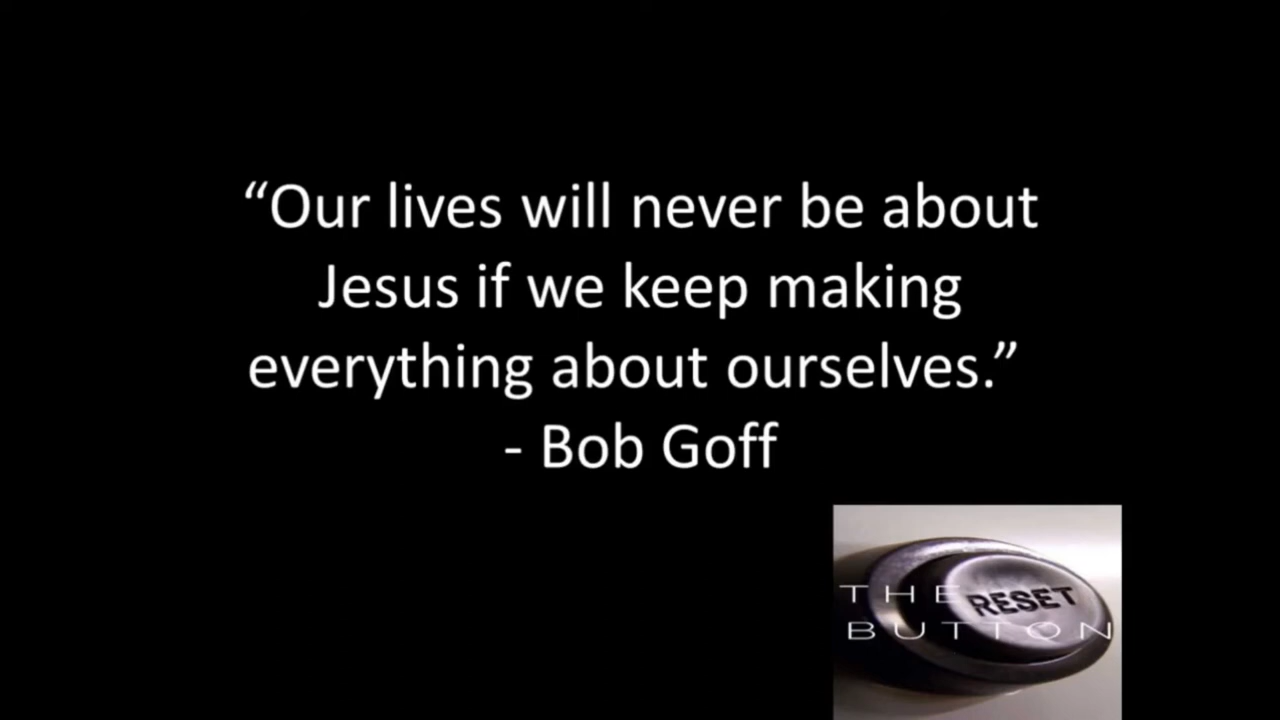 “Our lives will never be about
Jesus if we keep making
everything about ourselves.”
- Bob Goff
THE RESET
BUTTON